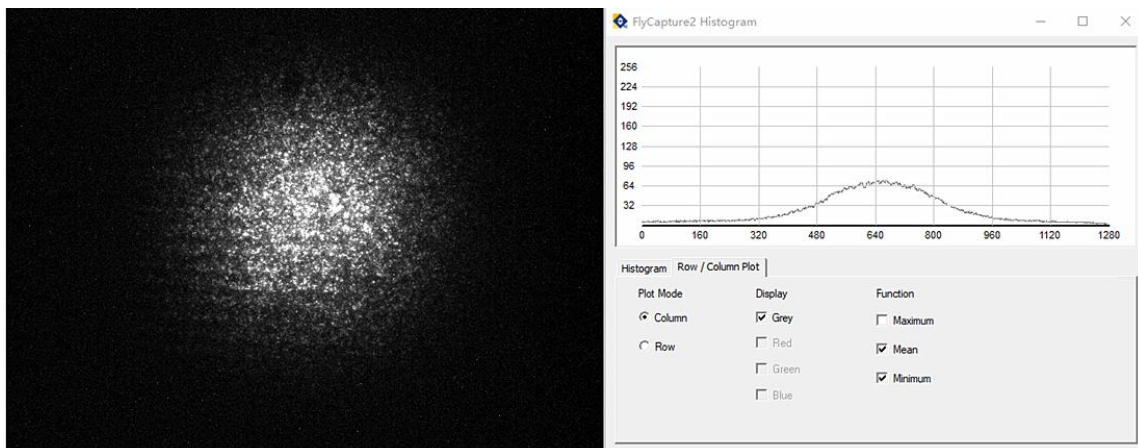 FlyCapture2 Histogram
256
224
192
160
128
96
64
32
0 160 320 480 640 800 960 1120 1280
Histogram Row / Column Plot
Plot Mode Display Function
Column Grey Maximum
Row Red Mean
Green Minimum
Blue